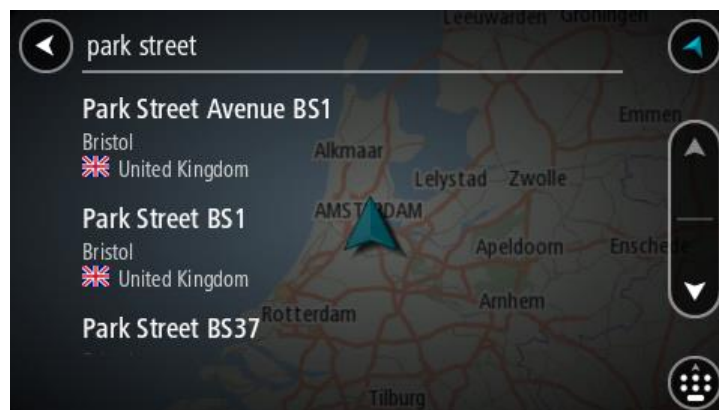 Leeuwarden Groningen
park street
Park Street Avenue BS1
Bristol
United Kingdom
Emmen
Alkmaar
Lelystad Zwolle
Park Street BS1
Bristol
United Kingdom
AMSTERDAM
Apeldoorn Enschede
Arnhem
Rotterdam
Park Street BS37
Tilburg